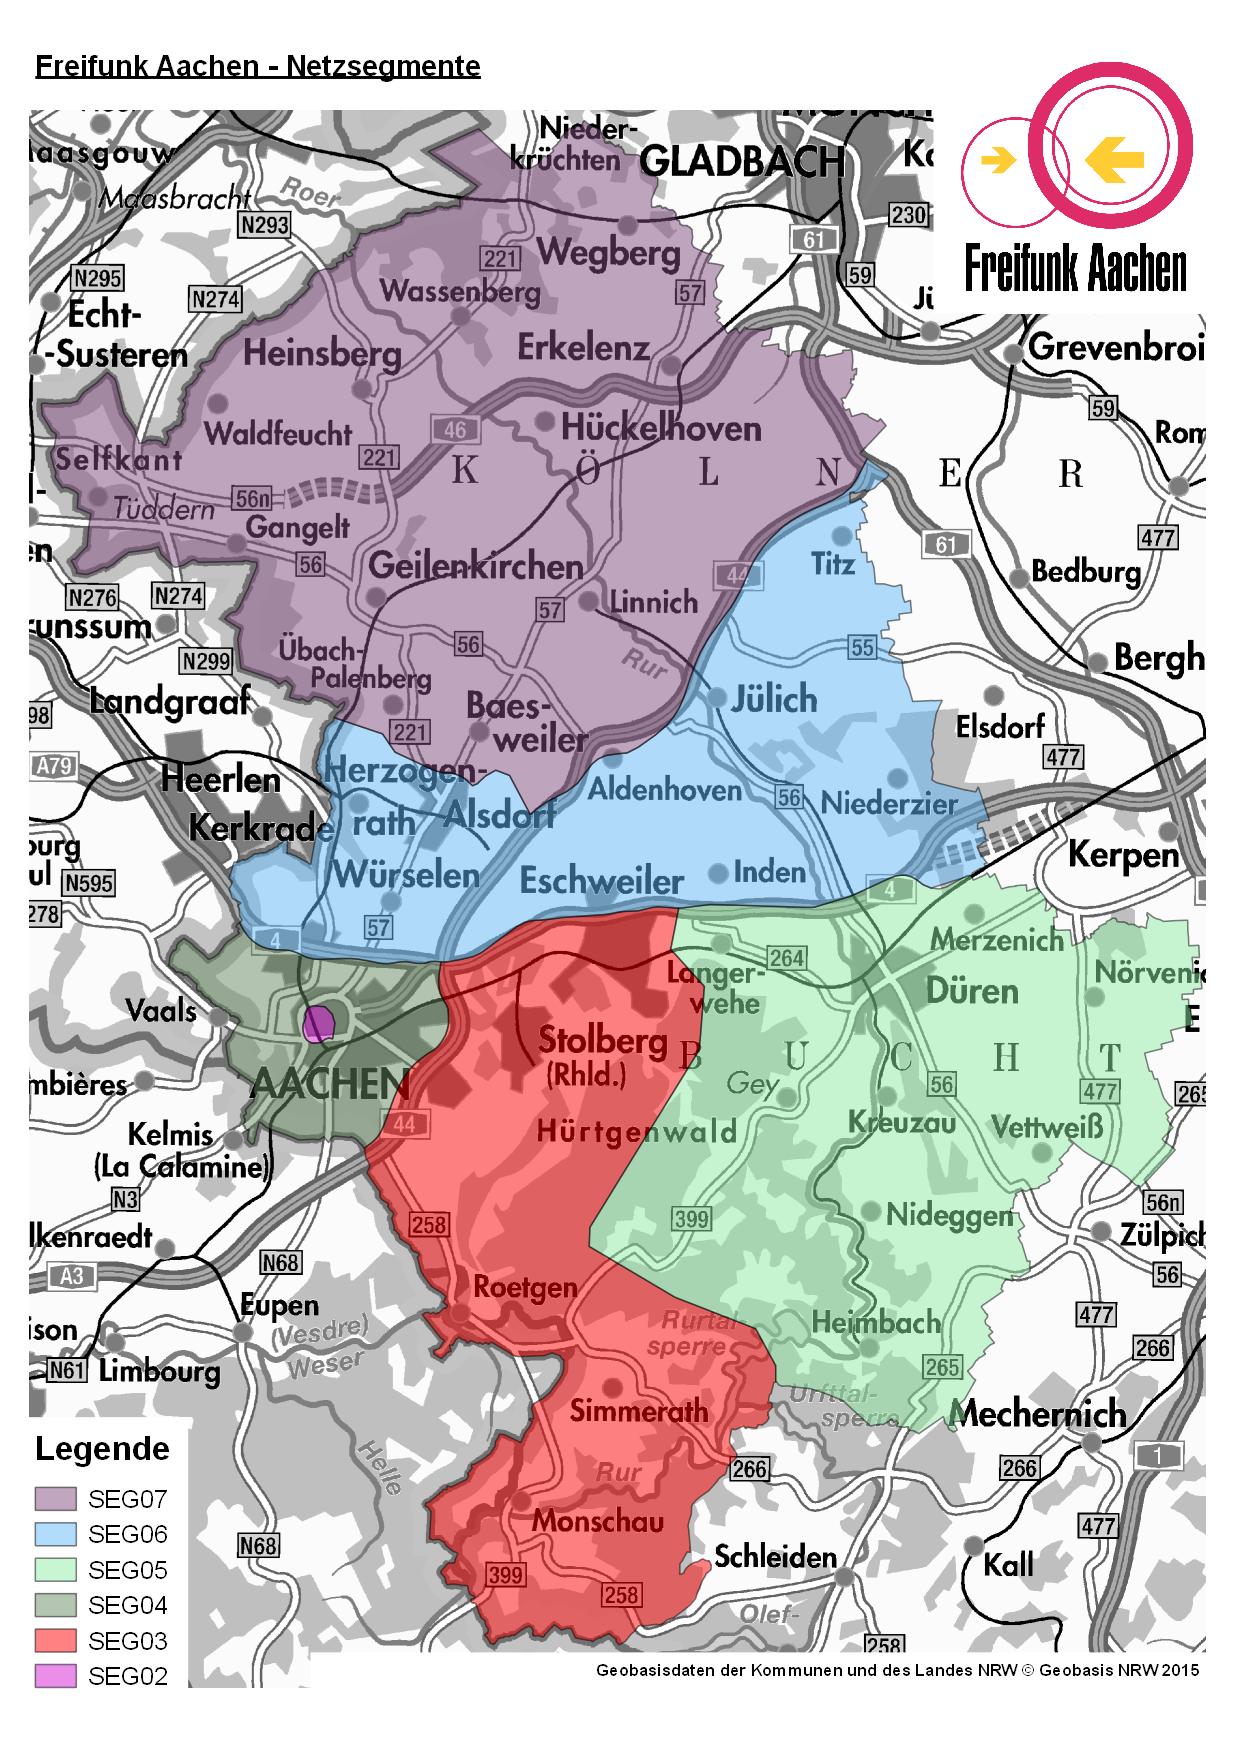 Freifunk Aachen - Netzsegmente
Freifunk Aachen
Nieder-
krüchten
GLADBACH
Maasbracht
Roer
N293
230
61
59
221
Wegberg
N295
N274
Wassenberg
57
Echt-
-Susteren
Heinsberg
Erkelenz
Grevenbroi
59
Waldfeucht
46
Hückelhoven
Rom
Selfkant
221
K Ö L N E R
56n
Tüddern
Gangelt
477
61
Titz
56
Geilenkirchen
44
Bedburg
N276
N274
57
Linnich
runssum
Übach-
Palenberg
56
55
Rur
N299
Bergh
Landgraaf
98
Baes-
weiler
Jülich
221
Elsdorf
477
A79
Heerlen
Herzogen-
rath
Aldenhoven
56
Niederzier
Alsdorf
Kerkrade
N595
Würselen
Eschweiler
Inden
Kerpen
278
4
57
4
Merzenich
264
Langer-
wehe
Düren
Nörveni
Vaals
Stolberg
(Rhld.)
B U C H T
AACHEN
Gey
56
477
265
mbières
Kelmis
(La Calamine)
44
Hürtgenwald
Kreuzau
Vettweiß
N3
258
399
Nideggen
56n
lkenraedt
Zülpich
N68
A3
56
Roetgen
Eupen
(Vesdre)
Weser
Rurtal-
sperre
Heimbach
477
266
ison
N61
Limbourg
265
Simmerath
Urfttal-
sperre
Mechernich
Helle
Rur
266
266
1
Monschau
477
N68
Schleiden
Kall
399
258
Olef-
258
Legende
SEG07
SEG06
SEG05
SEG04
SEG03
SEG02
Geobasisdaten der Kommunen und des Landes NRW © Geobasis NRW 2015